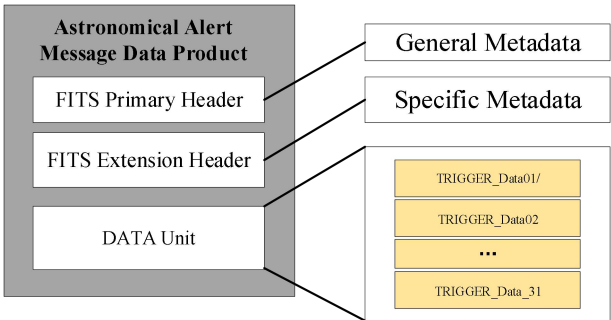 Astronomical Alert
Message Data Product
FITS Primary Header
FITS Extension Header
DATA Unit
General Metadata
Specific Metadata
TRIGGER_Data01/
TRIGGER_Data02
...
TRIGGER_Data_31